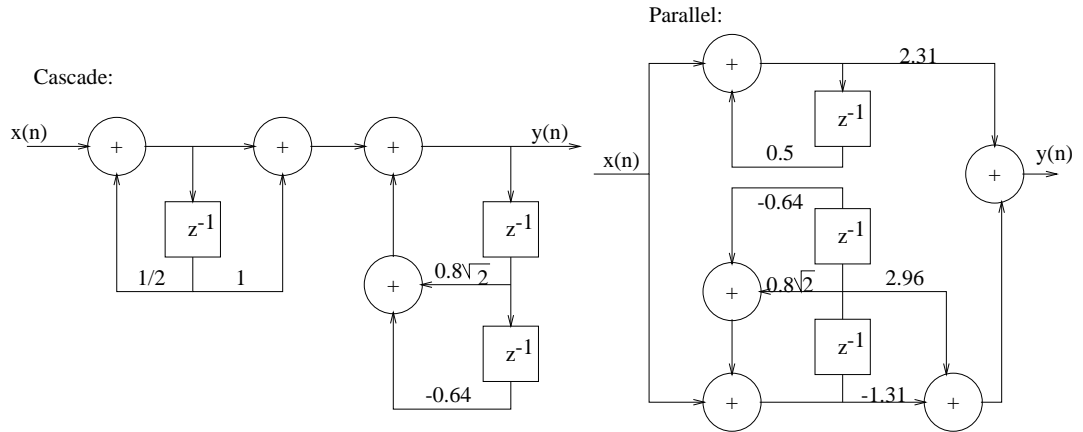 Cascade:
x(n)
+
+
+
y(n)
z-1
z-1
1/2
1
0.8√2
+
z-1
-0.64
Parallel:
+
2.31
z-1
0.5
x(n)
+
y(n)
-0.64
z-1
+
0.8√2
2.96
z-1
+
-1.31
+